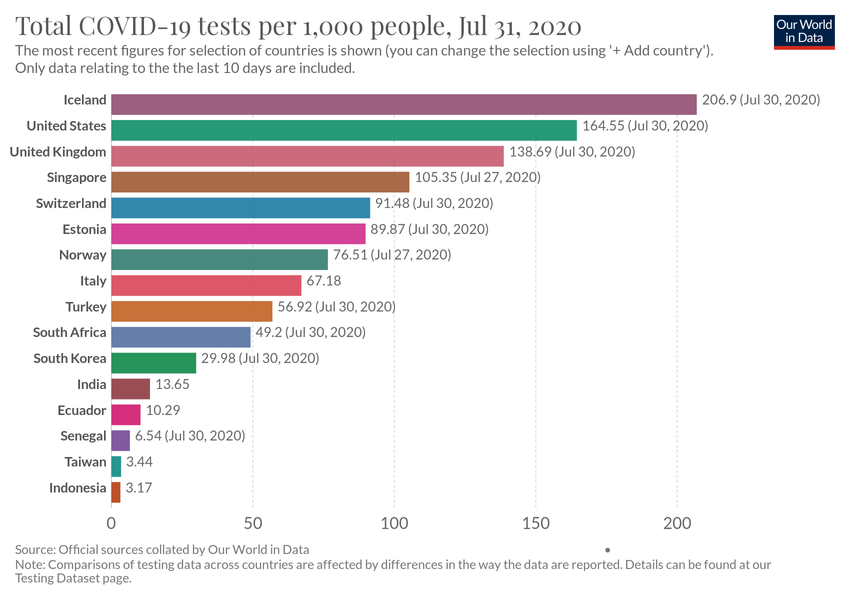 Total COVID-19 tests per 1,000 people, Jul 31, 2020
Our World
in Data
The most recent figures for selection of countries is shown (you can change the selection using '+ Add country').
Only data relating to the the last 10 days are included.
Iceland 206.9 (Jul 30, 2020)
United States 164.55 (Jul 30, 2020)
United Kingdom 138.69 (Jul 30, 2020)
Singapore 105.35 (Jul 27, 2020)
Switzerland 91.48 (Jul 30, 2020)
Estonia 89.87 (Jul 30, 2020)
Norway 76.51 (Jul 27, 2020)
Italy 67.18
Turkey 56.92 (Jul 30, 2020)
South Africa 49.2 (Jul 30, 2020)
South Korea 29.98 (Jul 30, 2020)
India 13.65
Ecuador 10.29
Senegal 6.54 (Jul 30, 2020)
Taiwan 3.44
Indonesia 3.17
0 50 100 150 200
Source: Official sources collated by Our World in Data
Note: Comparisons of testing data across countries are affected by differences in the way the data are reported. Details can be found at our
Testing Dataset page.